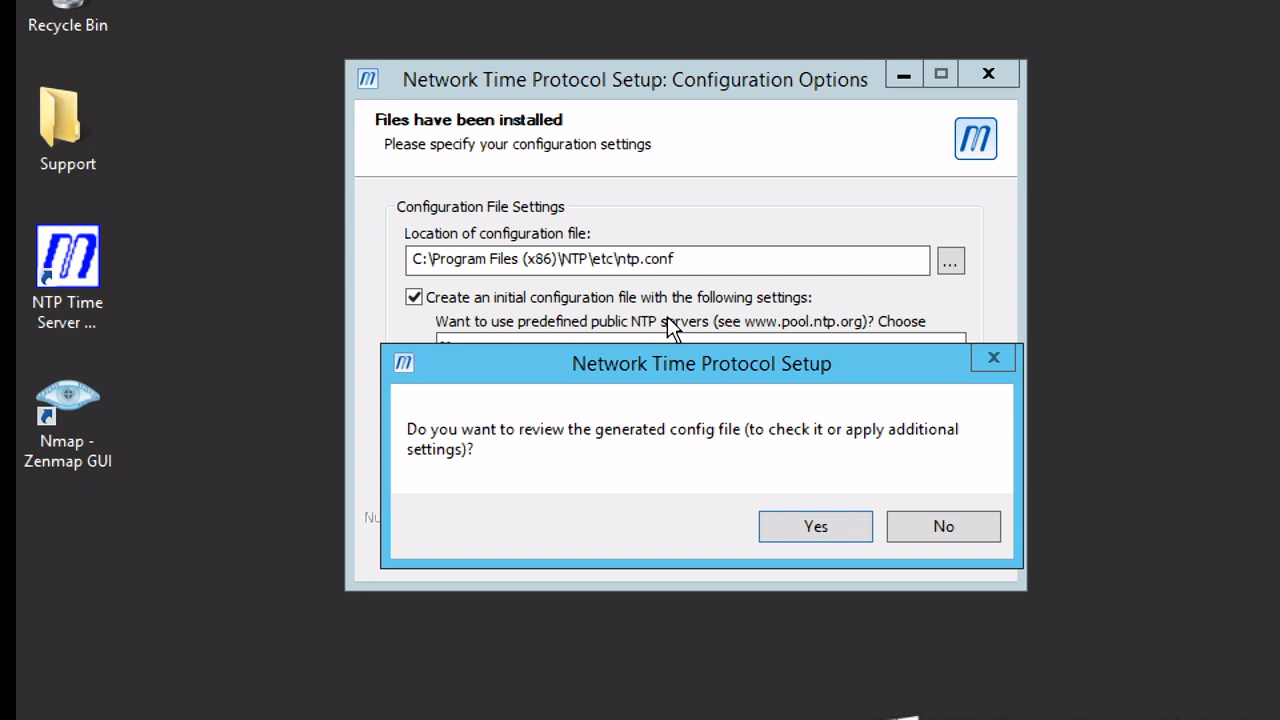 Recycle Bin
Support
NTP Time
Server ...
Nmap -
Zenmap GUI
Network Time Protocol Setup: Configuration Options
Files have been installed
Please specify your configuration settings
Configuration File Settings
Location of configuration file:
C:\Program Files (x86)\NTP\etc\ntp.conf
...
Create an initial configuration file with the following settings:
Want to use predefined public NTP servers (see www.pool.ntp.org)? Choose
Network Time Protocol Setup
Do you want to review the generated config file (to check it or apply additional
settings)?
Yes
No